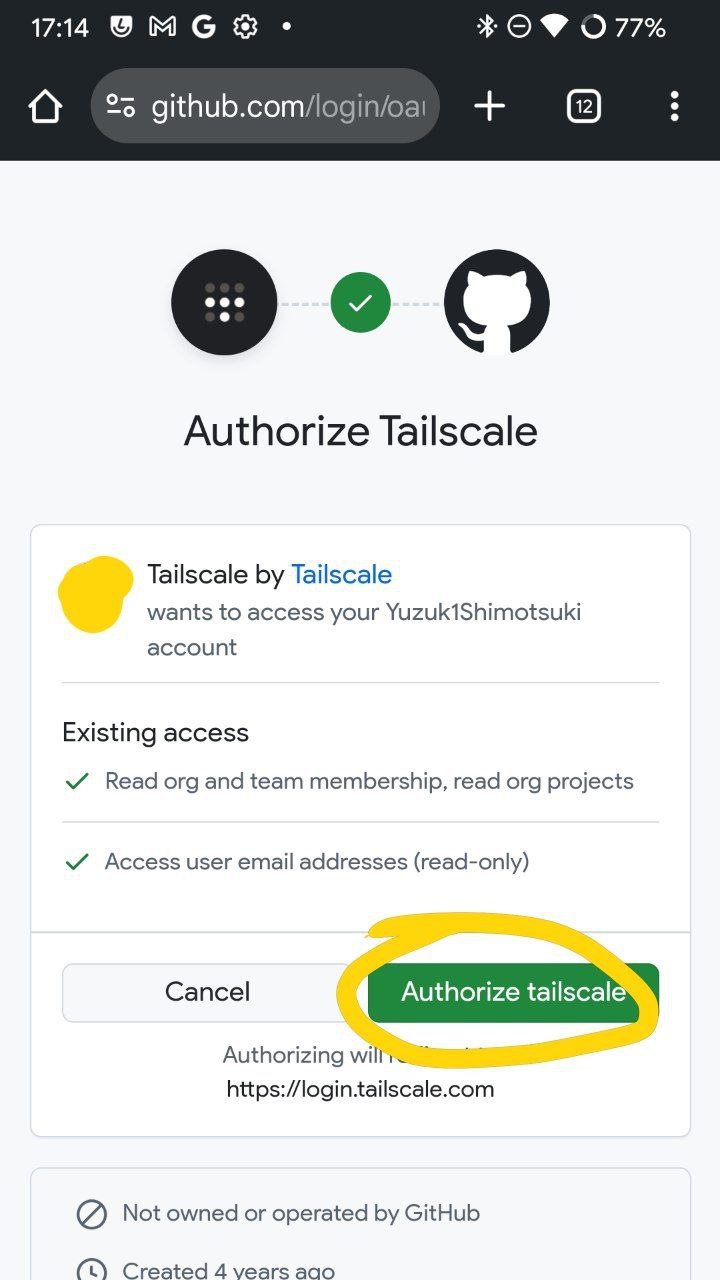 17:14
77%
github.com/login/oau
12
Authorize Tailscale
Tailscale by Tailscale
wants to access your Yuzuk1Shimotsuki
account
Existing access
Read org and team membership, read org projects
Access user email addresses (read-only)
Cancel
Authorize tailscale
Authorizing will
https://login.tailscale.com
Not owned or operated by GitHub
Created 4 years ago